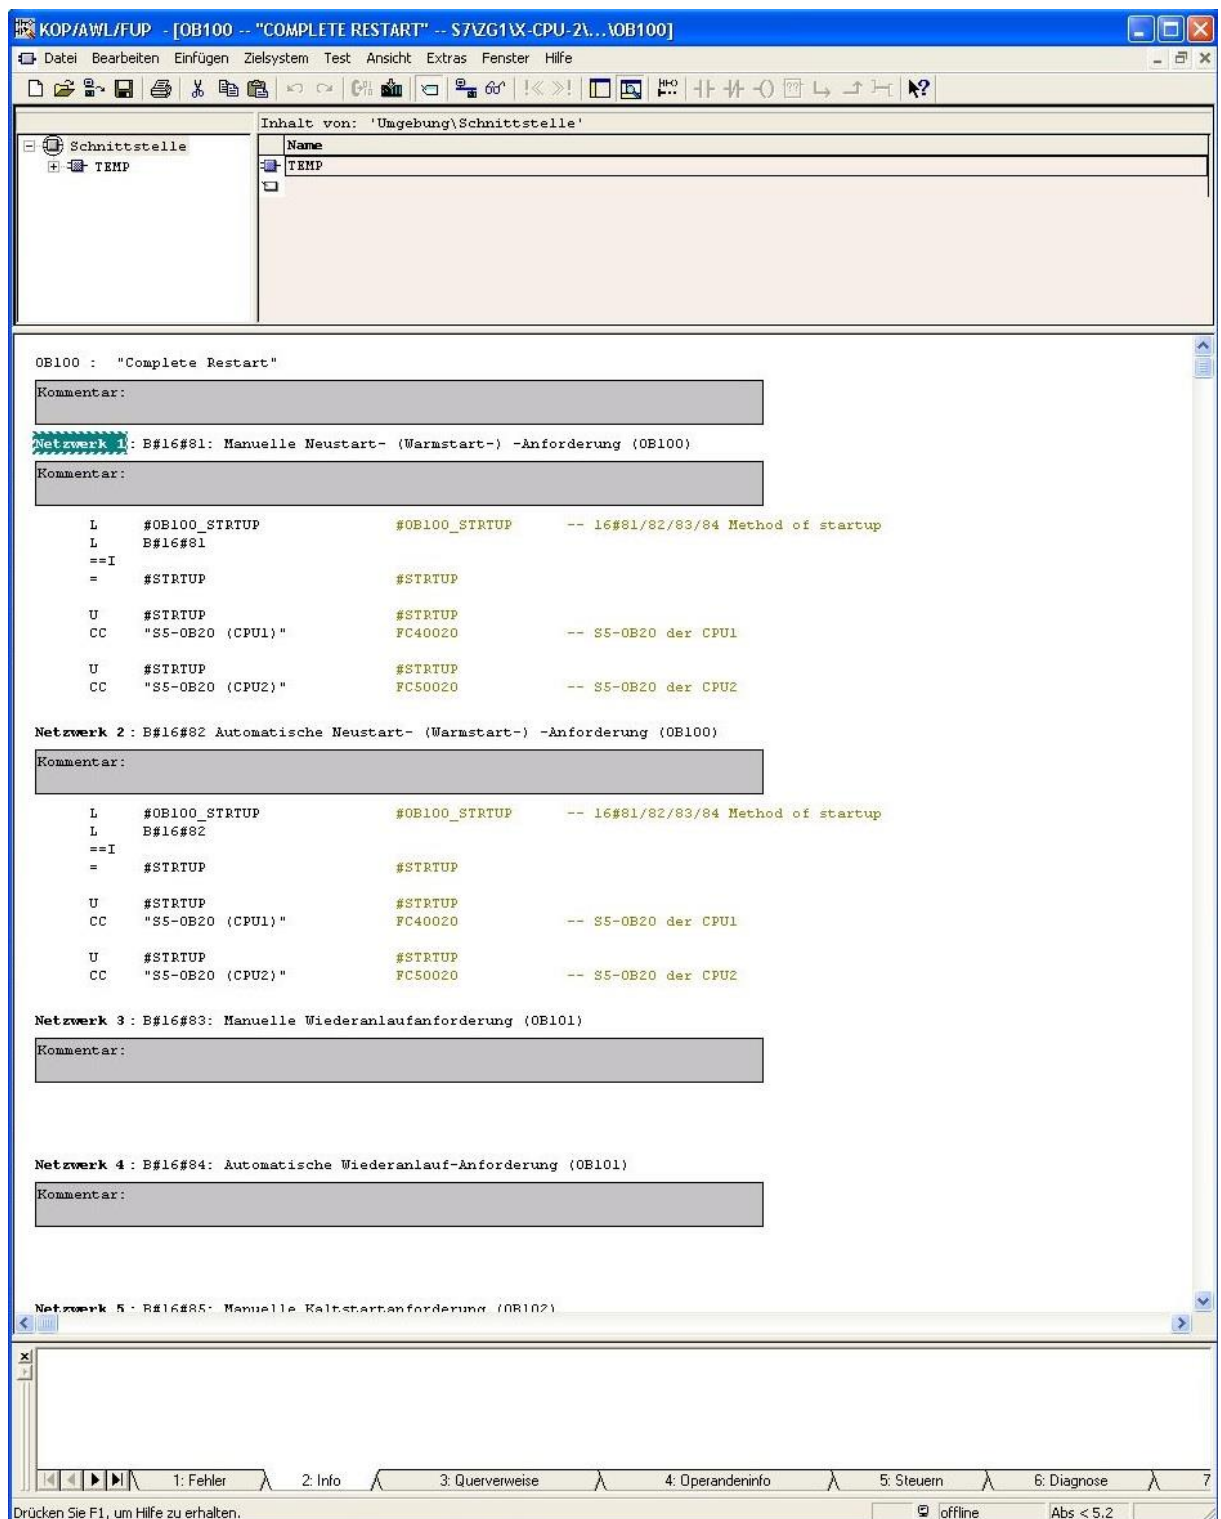 KOP/AWL/FUP - [OB100 -- "COMPLETE RESTART" -- S7\ZG1\X-CPU-2\...\OB100]
Datei Bearbeiten Einfügen Zielsystem Test Ansicht Extras Fenster Hilfe
Inhalt von: 'Umgebung\Schnittstelle'
Schnittstelle
TEMP
Name
TEMP
OB100 : "Complete Restart"
Kommentar:
Netzwerk 1: B#16#81: Manuelle Neustart- (Warmstart-) -Anforderung (OB100)
Kommentar:
L #OB100_STRTUP #OB100_STRTUP -- 16#81/82/83/84 Method of startup
L B#16#81
==I
= #STRTUP #STRTUP
U #STRTUP #STRTUP
CC "S5-OB20 (CPU1)" FC40020 -- S5-OB20 der CPU1
U #STRTUP #STRTUP
CC "S5-OB20 (CPU2)" FC50020 -- S5-OB20 der CPU2
Netzwerk 2: B#16#82 Automatische Neustart- (Warmstart-) -Anforderung (OB100)
Kommentar:
L #OB100_STRTUP #OB100_STRTUP -- 16#81/82/83/84 Method of startup
L B#16#82
==I
= #STRTUP #STRTUP
U #STRTUP #STRTUP
CC "S5-OB20 (CPU1)" FC40020 -- S5-OB20 der CPU1
U #STRTUP #STRTUP
CC "S5-OB20 (CPU2)" FC50020 -- S5-OB20 der CPU2
Netzwerk 3: B#16#83: Manuelle Wiederanlaufanforderung (OB101)
Kommentar:
Netzwerk 4: B#16#84: Automatische Wiederanlauf-Anforderung (OB101)
Kommentar:
Netzwerk 5: B#16#85: Manuelle Kaltstartanforderung (OB102)
1: Fehler 2: Info 3: Querverweise 4: Operandeninfo 5: Steuern 6: Diagnose 7
Drücken Sie F1, um Hilfe zu erhalten. offline Abs < 5.2